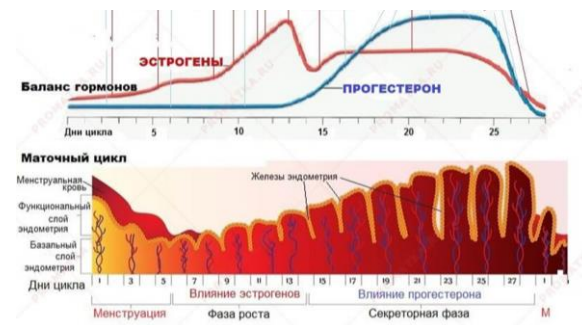 ЭСТРОГЕНЫ
Баланс гормонов
ПРОГЕСТЕРОН
Дни цикла 5 10 15 20 25
Маточный цикл
Менструальная
кровь
Железы эндометрия
Функциональный
слой
эндометрия
Базальный
слой
эндометрия
Дни цикла 1 3 5 7 9 11 13 15 17 19 21 23 25 27 1
Влияние эстрогенов Влияние прогестерона
Менструация Фаза роста Секреторная фаза М